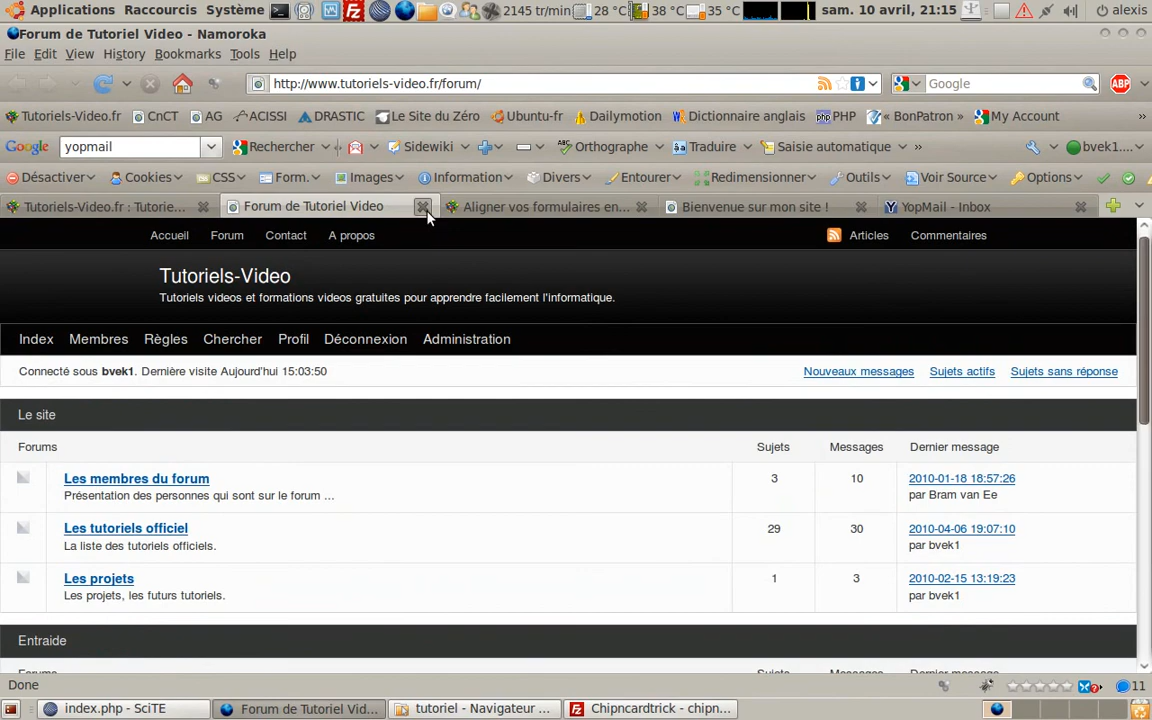 Applications Raccourcis Système 2145 tr/min 28 °C 38 °C 35 °C sam. 10 avril, 21:15 alexis
Forum de Tutoriel Video - Namoroka
File Edit View History Bookmarks Tools Help
http://www.tutoriels-video.fr/forum/ Google ABP
Tutoriels-Video.fr CnCT AG ACISSI DRASTIC Le Site du Zéro Ubuntu-fr Dailymotion Dictionnaire anglais php PHP « BonPatron » My Account »
Google yopmail Rechercher Sidewiki Orthographe Traduire Saisie automatique » bvek1....
Désactiver Cookies CSS Form. Images Information Divers Entourer Redimensionner Outils Voir Source Options
Tutoriels-Video.fr : Tutorie... Forum de Tutoriel Video Aligner vos formulaires en... Bienvenue sur mon site ! YopMail - Inbox
Accueil Forum Contact A propos Articles Commentaires
Tutoriels-Video
Tutoriels videos et formations videos gratuites pour apprendre facilement l'informatique.
Index Membres Règles Chercher Profil Déconnexion Administration
Connecté sous bvek1. Dernière visite Aujourd'hui 15:03:50 Nouveaux messages Sujets actifs Sujets sans réponse
Le site
Forums Sujets Messages Dernier message
Les membres du forum 3 10 2010-01-18 18:57:26
Présentation des personnes qui sont sur le forum ... par Bram van Ee
Les tutoriels officiel 29 30 2010-04-06 19:07:10
La liste des tutoriels officiels. par bvek1
Les projets 1 3 2010-02-15 13:19:23
Les projets, les futurs tutoriels. par bvek1
Entraide
Forums Sujets Messages Dernier message
Done 11
index.php - SciTE Forum de Tutoriel Vid... tutoriel - Navigateur ... Chipncardtrick - chipn...